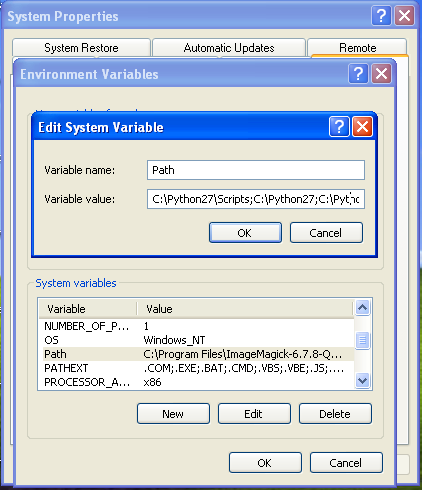 System Properties
System Restore Automatic Updates Remote
Environment Variables
Edit System Variable
Variable name: Path
Variable value: C:\Python27\Scripts;C:\Python27;C:\Pytho
OK Cancel
System variables
Variable Value
NUMBER_OF_P... 1
OS Windows_NT
Path C:\Program Files\ImageMagick-6.7.8-Q...
PATHEXT .COM;.EXE;.BAT;.CMD;.VBS;.VBE;.JS;....
PROCESSOR_A... x86
New Edit Delete
OK Cancel